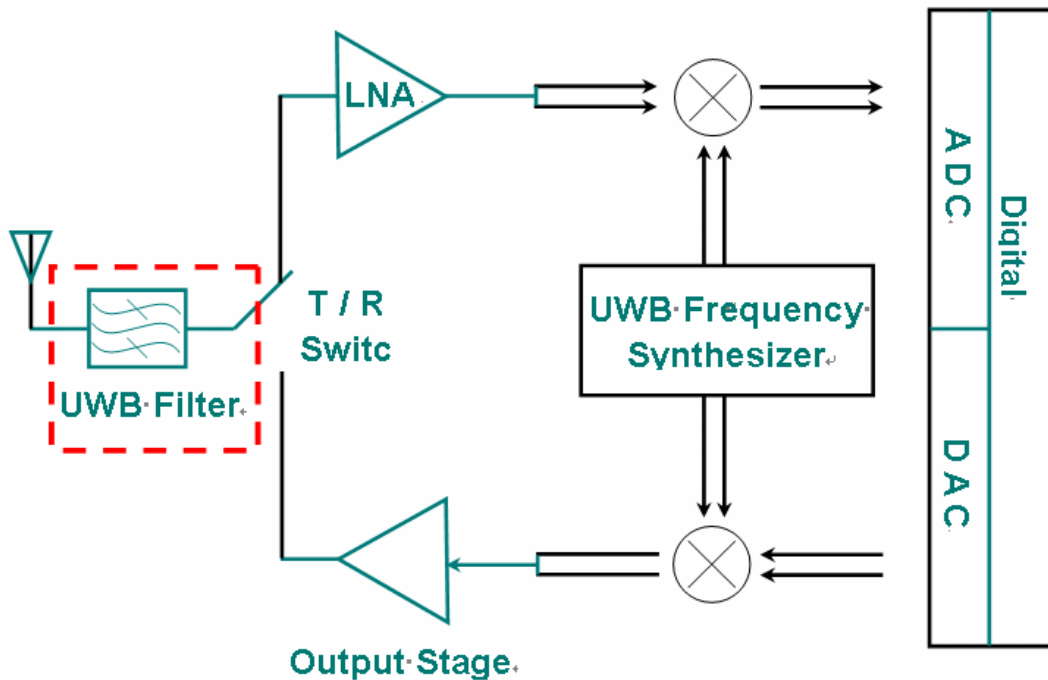 LNA
ADC
Digital
T / R
Switc
UWB Frequency
Synthesizer
UWB Filter
DAC
Output Stage